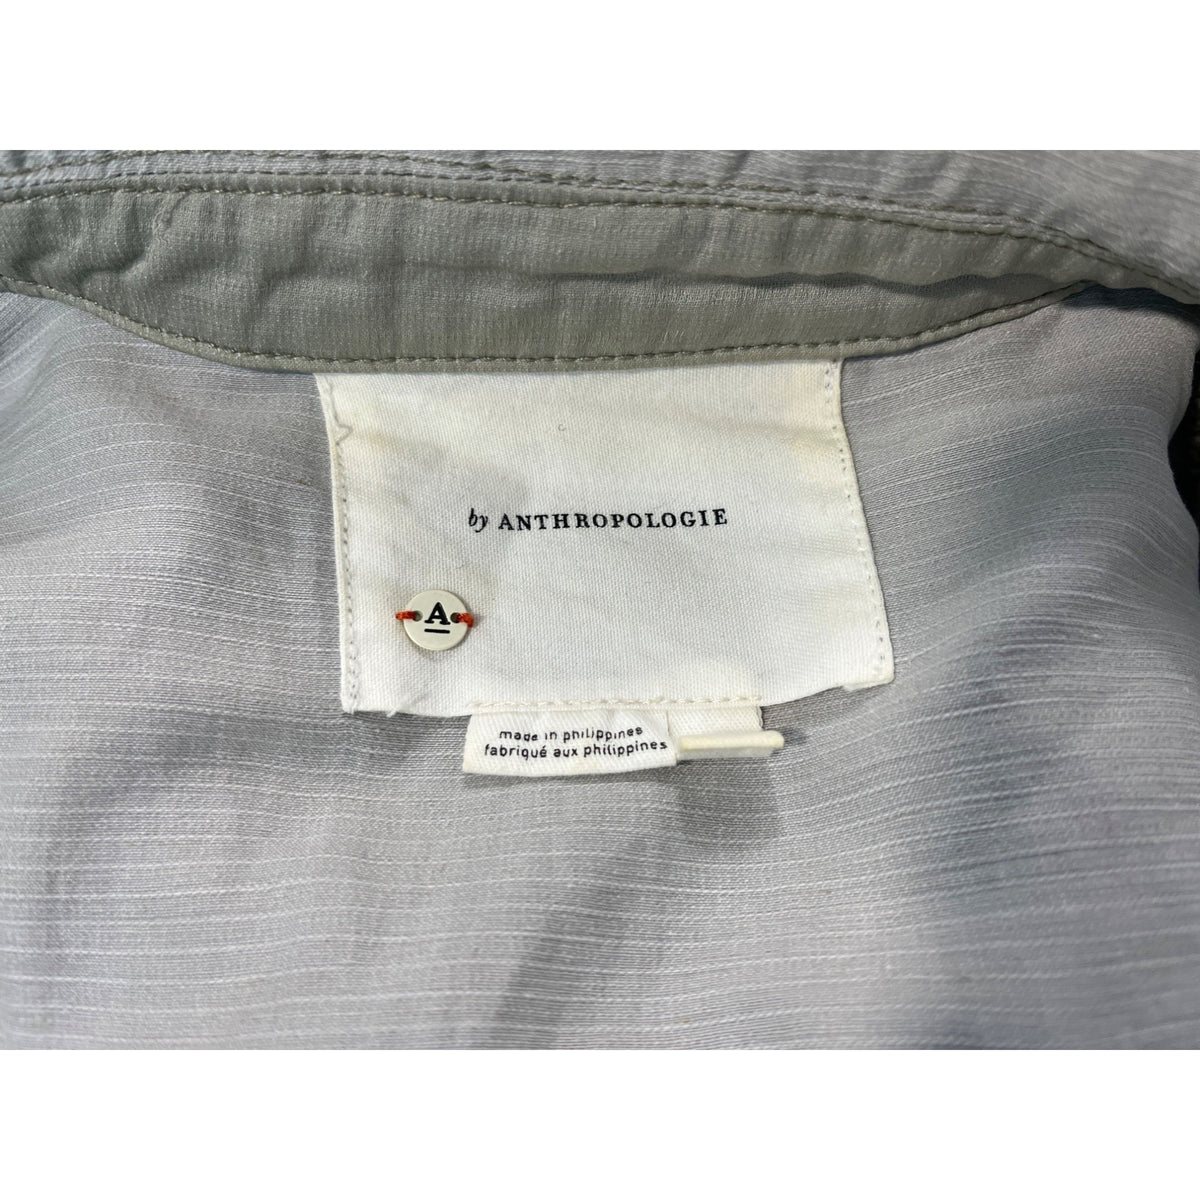 by ANTHROPOLOGIE
A
made in philippines
fabriqué aux philippines